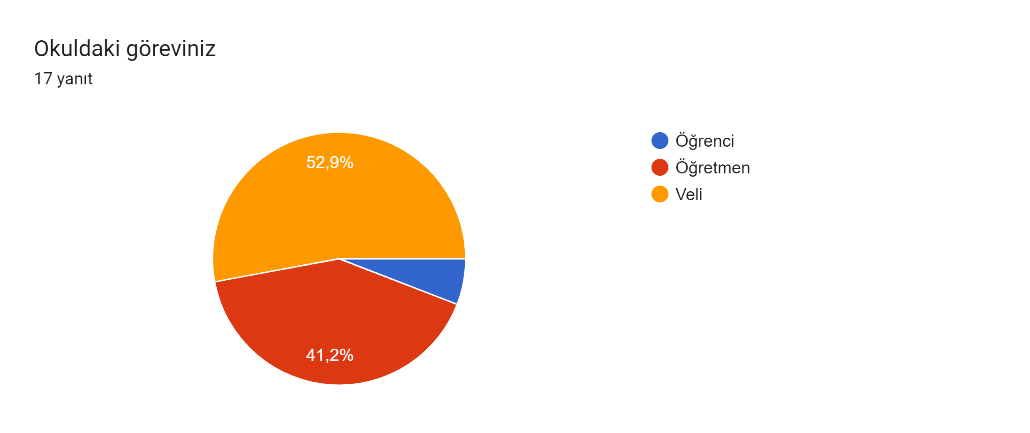 Okuldaki göreviniz
17 yanıt
52,9%
41,2%
Öğrenci
Öğretmen
Veli